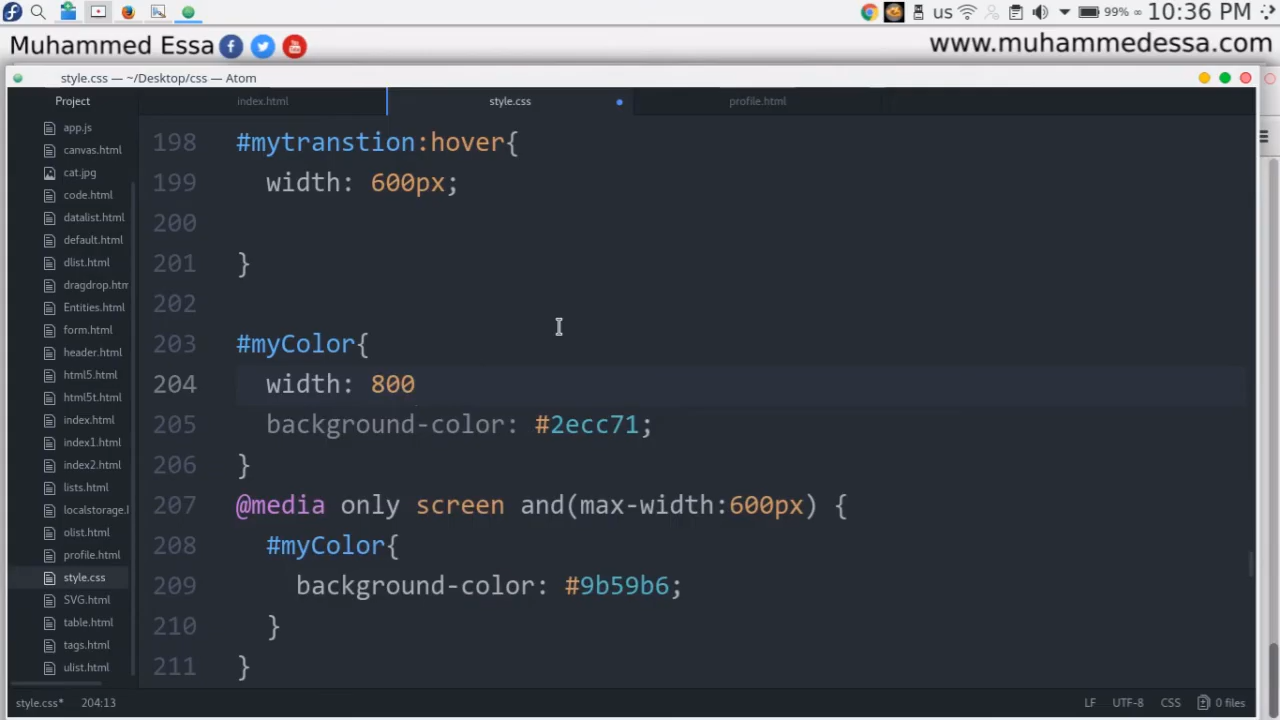 us 99% 10:36 PM
Muhammed Essa
www.muhammedessa.com
style.css — ~/Desktop/css — Atom
Project
index.html
style.css
profile.html
app.js
canvas.html
cat.jpg
code.html
datalist.html
default.html
dlist.html
dragdrop.htm
Entities.html
form.html
header.html
html5.html
html5t.html
index.html
index1.html
index2.html
lists.html
localstorage.l
olist.html
profile.html
style.css
SVG.html
table.html
tags.html
ulist.html
198 #mytranstion:hover{
199 width: 600px;
200
201 }
202
203 #myColor{
204 width: 800
205 background-color: #2ecc71;
206 }
207 @media only screen and(max-width:600px) {
208 #myColor{
209 background-color: #9b59b6;
210 }
211 }
style.css* 204:13
LF UTF-8 CSS 0 files